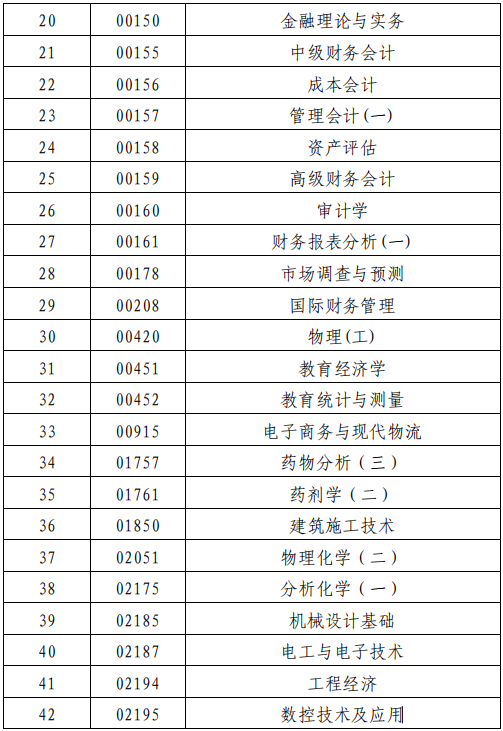 20 00150 金融理论与实务
21 00155 中级财务会计
22 00156 成本会计
23 00157 管理会计(一)
24 00158 资产评估
25 00159 高级财务会计
26 00160 审计学
27 00161 财务报表分析(一)
28 00178 市场调查与预测
29 00208 国际财务管理
30 00420 物理(工)
31 00451 教育经济学
32 00452 教育统计与测量
33 00915 电子商务与现代物流
34 01757 药物分析（三）
35 01761 药剂学（二）
36 01850 建筑施工技术
37 02051 物理化学（二）
38 02175 分析化学（一）
39 02185 机械设计基础
40 02187 电工与电子技术
41 02194 工程经济
42 02195 数控技术及应用